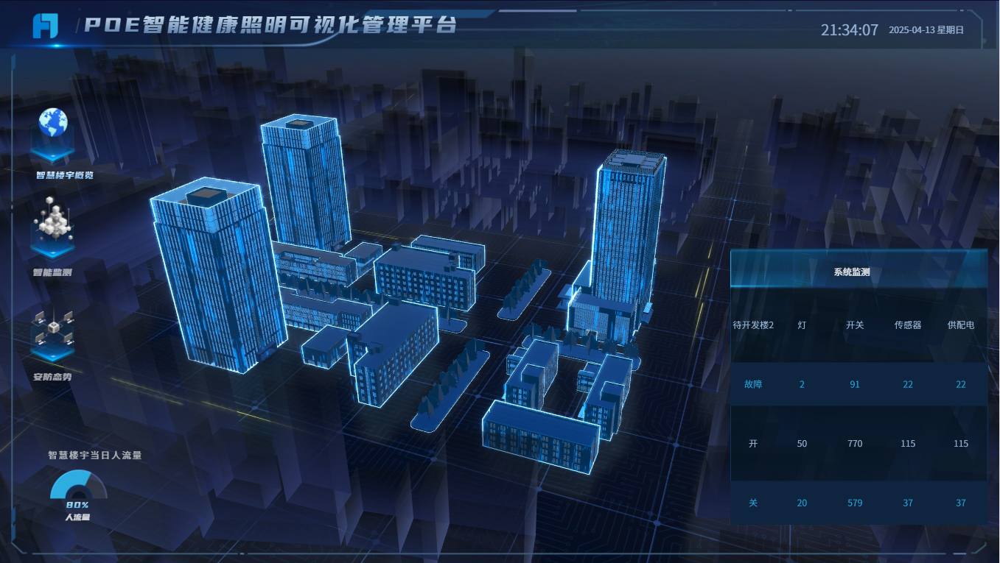 POE智能健康照明可视化管理平台
21:34:07 2025-04-13 星期日
智慧楼宇概览
智能监测
安防态势
智慧楼宇当日人流量
80%
人流量
系统监测
待开发楼2 灯 开关 传感器 供配电
故障 2 91 22 22
开 50 770 115 115
关 20 579 37 37